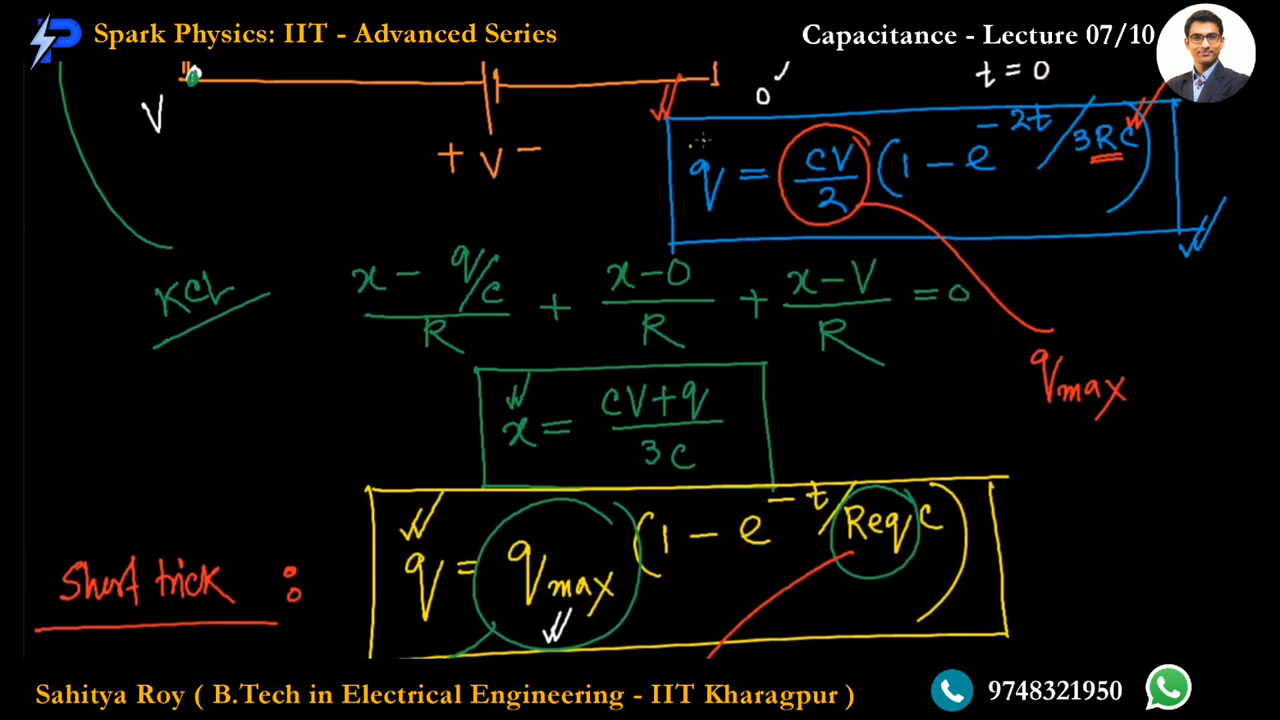 Spark Physics: IIT - Advanced Series
Capacitance - Lecture 07/10
V
+ V -
0
t = 0
q = CV/2 (1 - e^-2t/3RC)
KCL
x - q/C / R + x - 0 / R + x - V / R = 0
qmax
x = CV + q / 3C
Short trick :
q = qmax (1 - e^-t/Req C)
Sahitya Roy ( B.Tech in Electrical Engineering - IIT Kharagpur )
9748321950